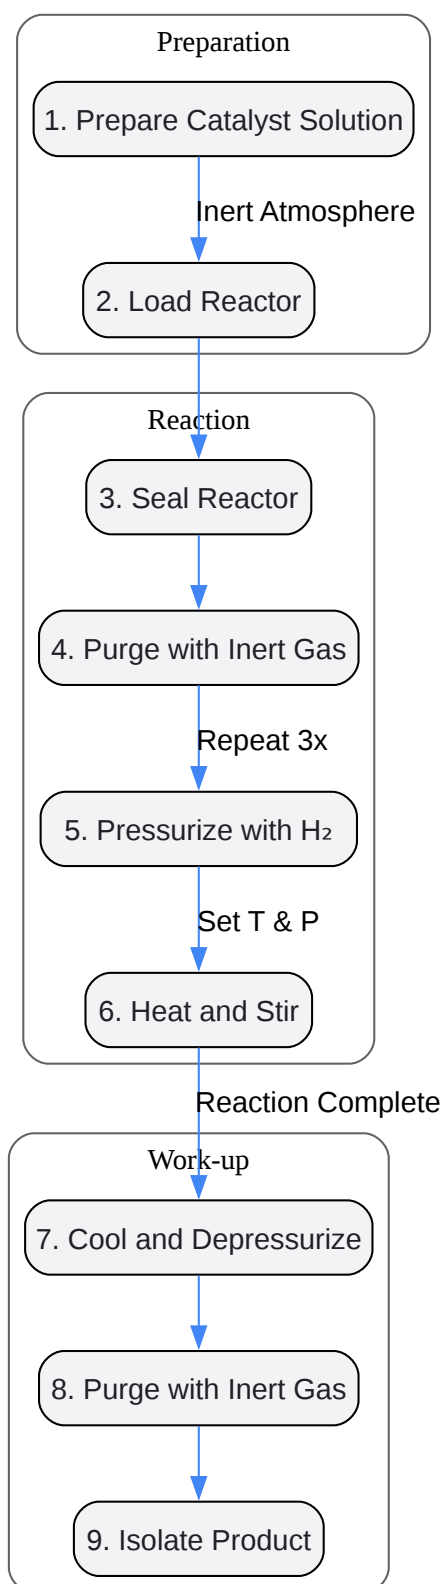 Preparation
1. Prepare Catalyst Solution
Inert Atmosphere
2. Load Reactor
Reaction
3. Seal Reactor
4. Purge with Inert Gas
Repeat 3x
5. Pressurize with H₂
Set T & P
6. Heat and Stir
Reaction Complete
Work-up
7. Cool and Depressurize
8. Purge with Inert Gas
9. Isolate Product